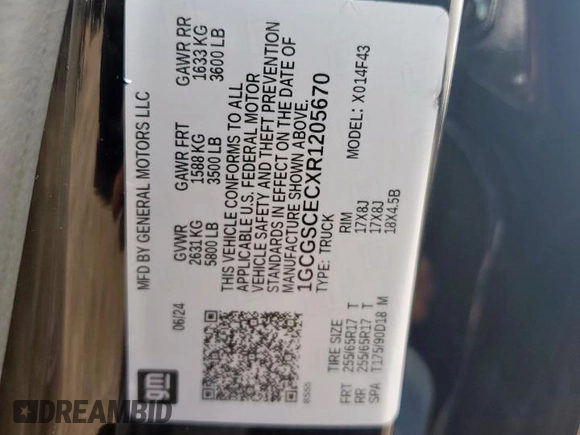 gm
MFD BY GENERAL MOTORS LLC
06/24
GVWR GAWR FRT GAWR RR
2631 KG 1588 KG 1633 KG
5800 LB 3500 LB 3600 LB
THIS VEHICLE CONFORMS TO ALL
APPLICABLE U.S. FEDERAL MOTOR
VEHICLE SAFETY AND THEFT PREVENTION
STANDARDS IN EFFECT ON THE DATE OF
MANUFACTURE SHOWN ABOVE.
1GCGSCECXR1205670
8555
TYPE: TRUCK MODEL: X014F43
TIRE SIZE RIM
FRT 255/65R17 T 17X8J
RR 255/65R17 T 17X8J
SPA T175/90D18 M 18X4.5B
DREAMBID